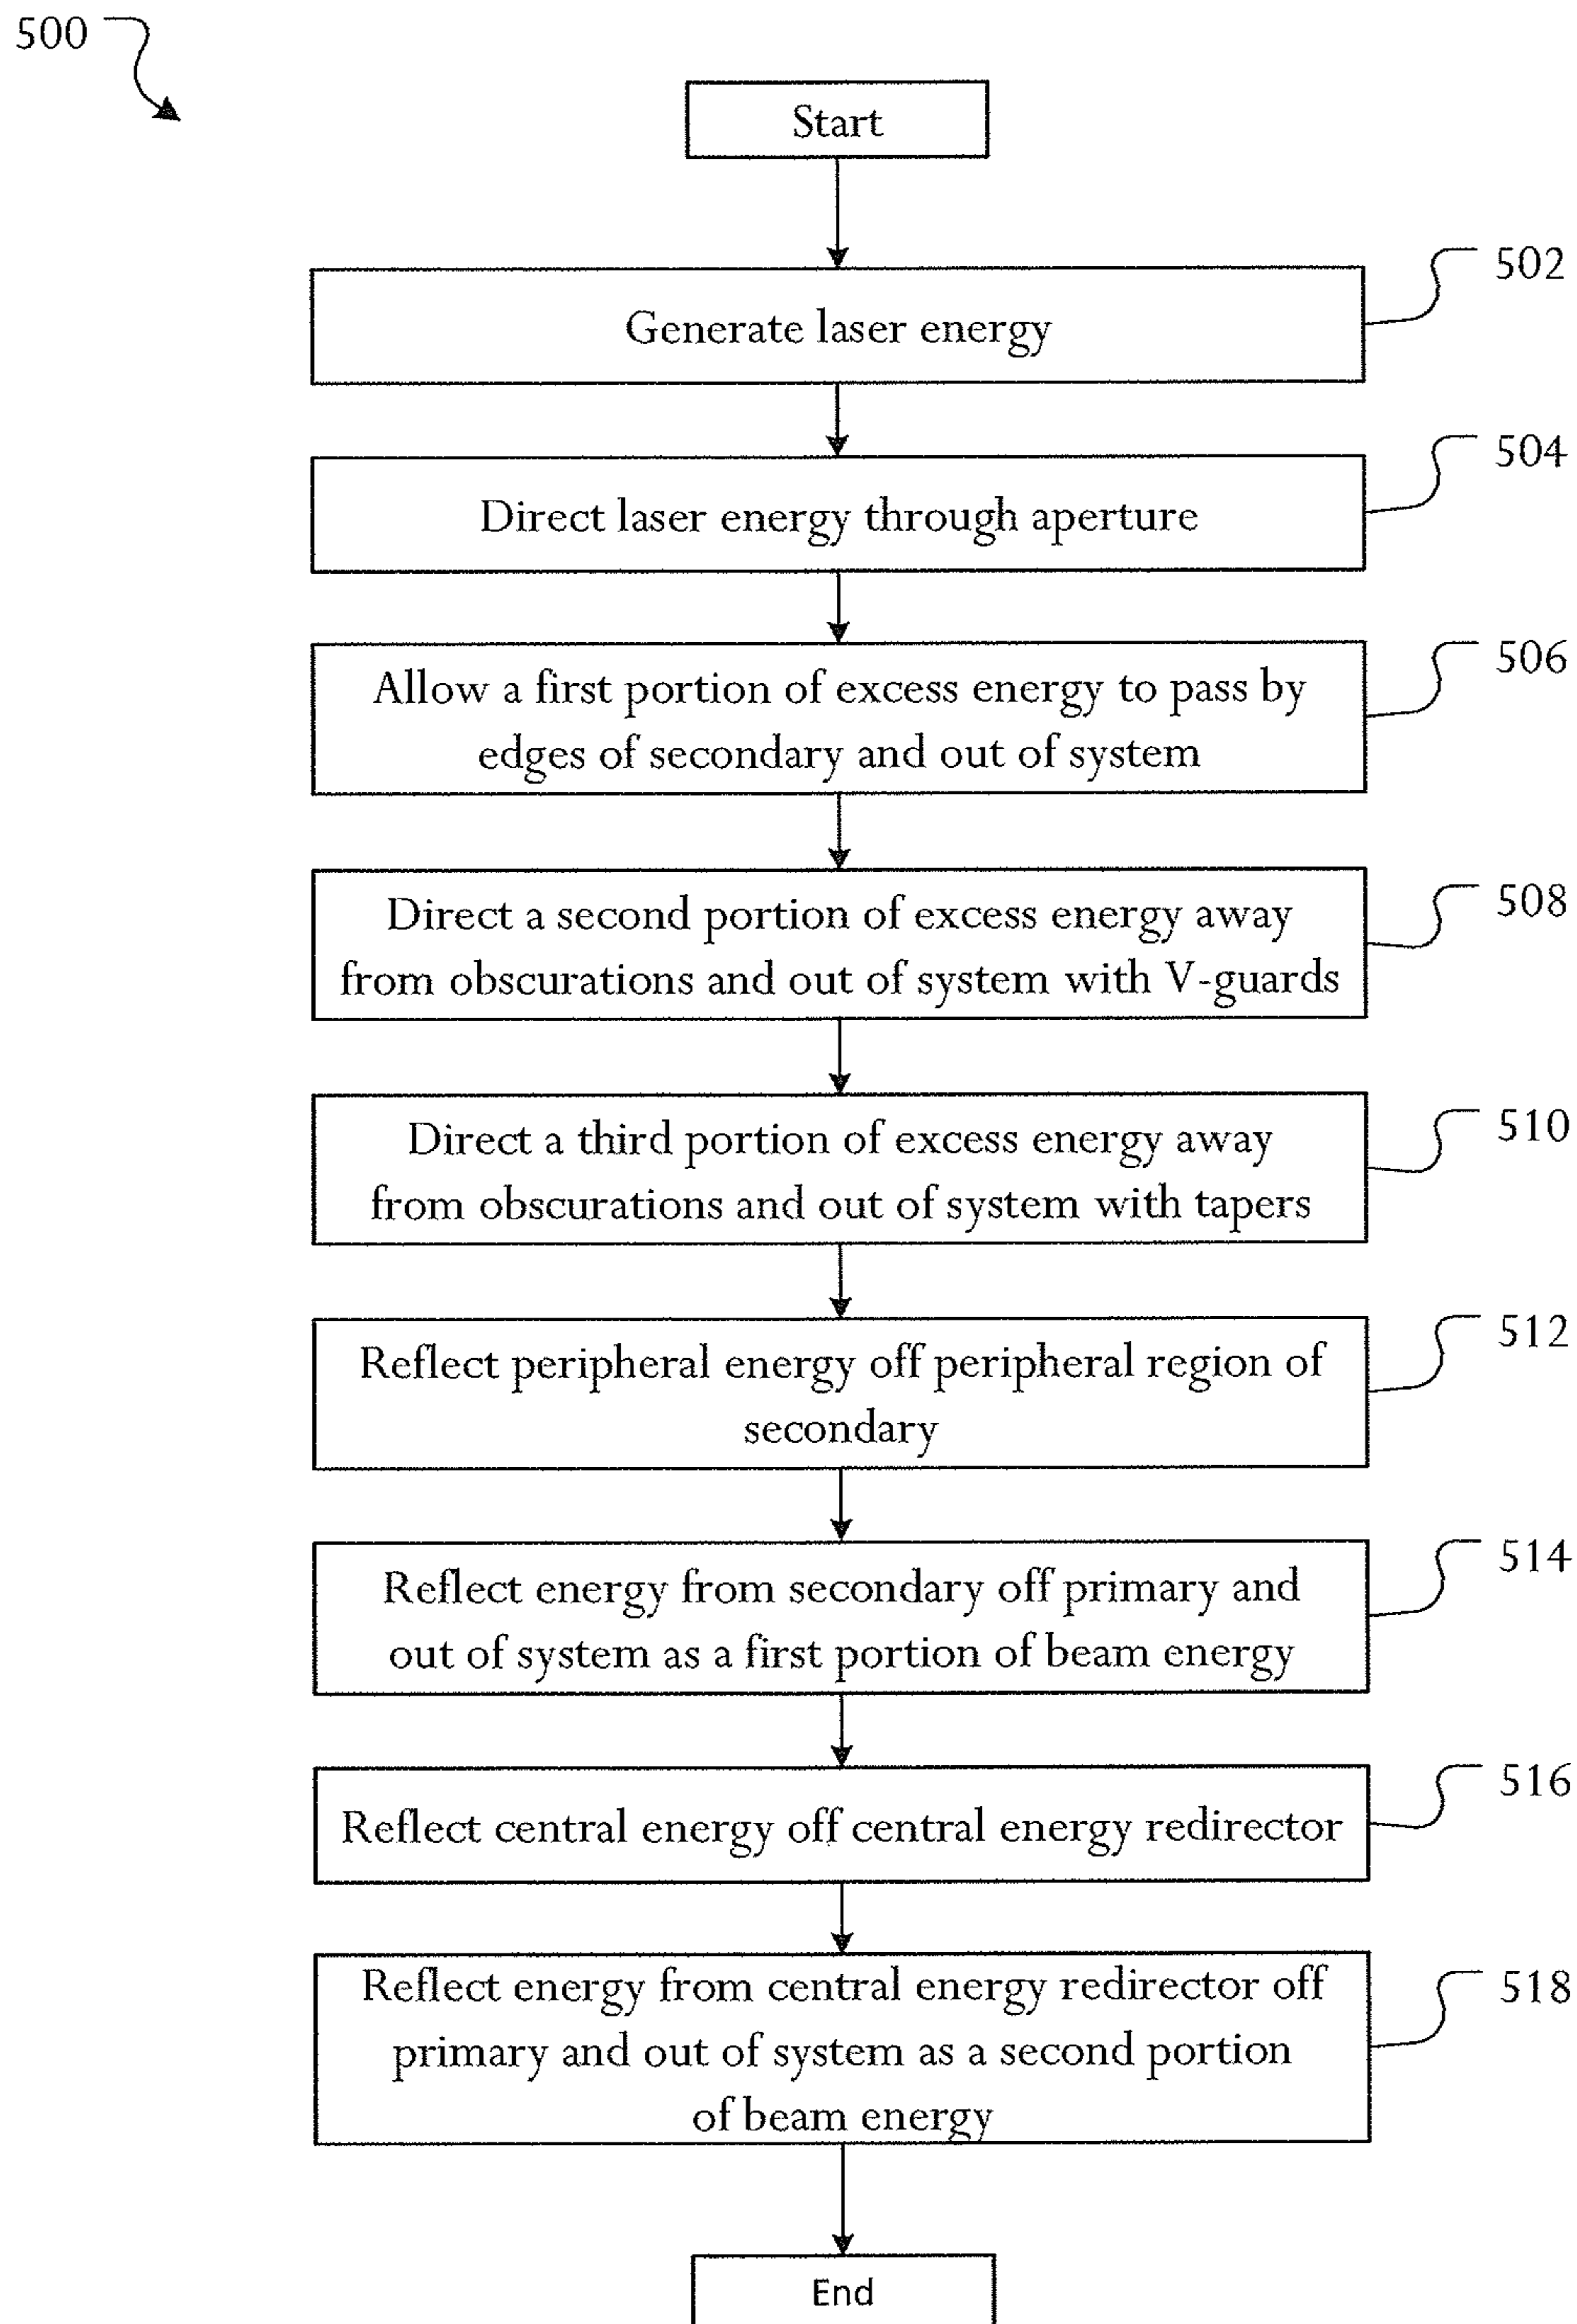 500
Start
502
Generate laser energy
504
Direct laser energy through aperture
506
Allow a first portion of excess energy to pass by
edges of secondary and out of system
508
Direct a second portion of excess energy away
from obscurations and out of system with V-guards
510
Direct a third portion of excess energy away
from obscurations and out of system with tapers
512
Reflect peripheral energy off peripheral region of
secondary
514
Reflect energy from secondary off primary and
out of system as a first portion of beam energy
516
Reflect central energy off central energy redirector
518
Reflect energy from central energy redirector off
primary and out of system as a second portion
of beam energy
End